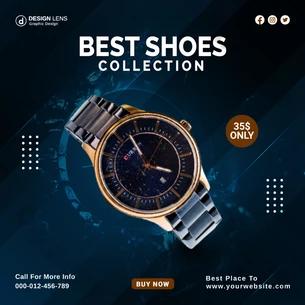 DESIGN LENS
Graphic Design
BEST SHOES
COLLECTION
35$
ONLY
Call For More Info
000-012-456-789
BUY NOW
Best Place To
www.yourwebsite.com